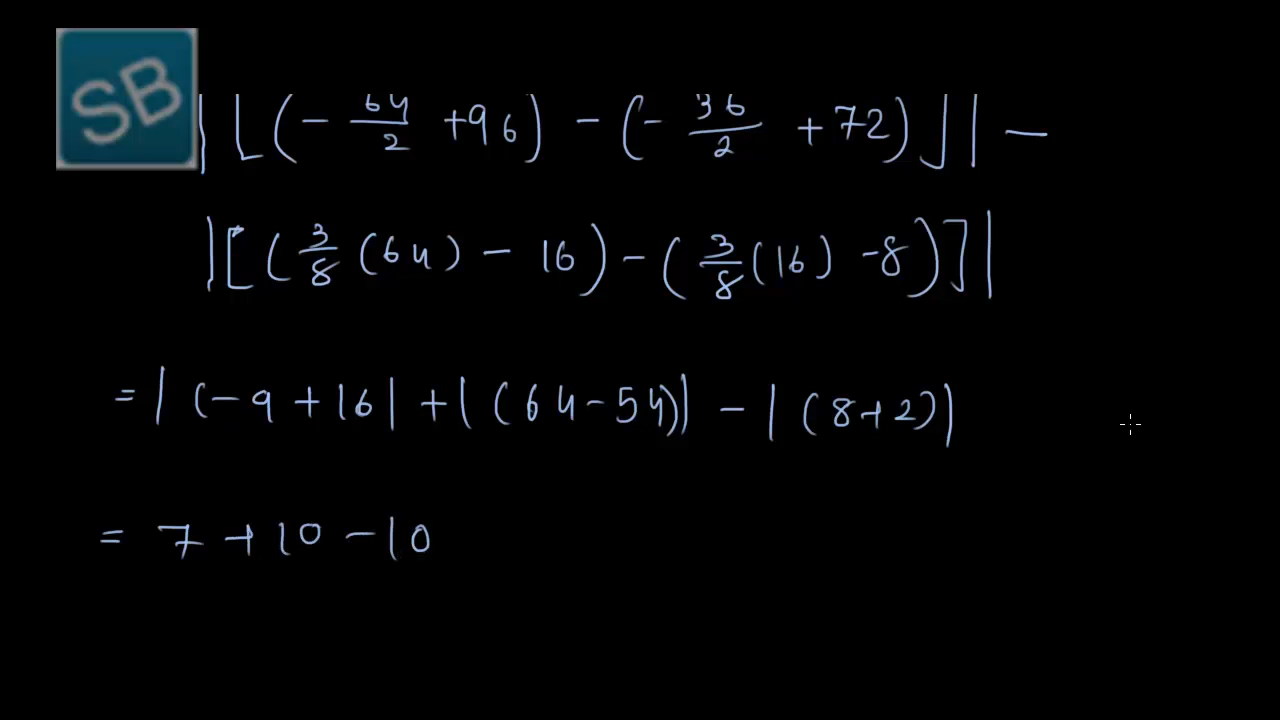 SB
| [ (- 64/2 + 96) - (- 36/2 + 72) ] | -
| [ ( 3/8 (64) - 16 ) - ( 3/8 (16) - 8 ) ] |
= | (- 9 + 16 | + | ( 64 - 54 ) | - | ( 8 + 2 ) |
= 7 + 10 - 10